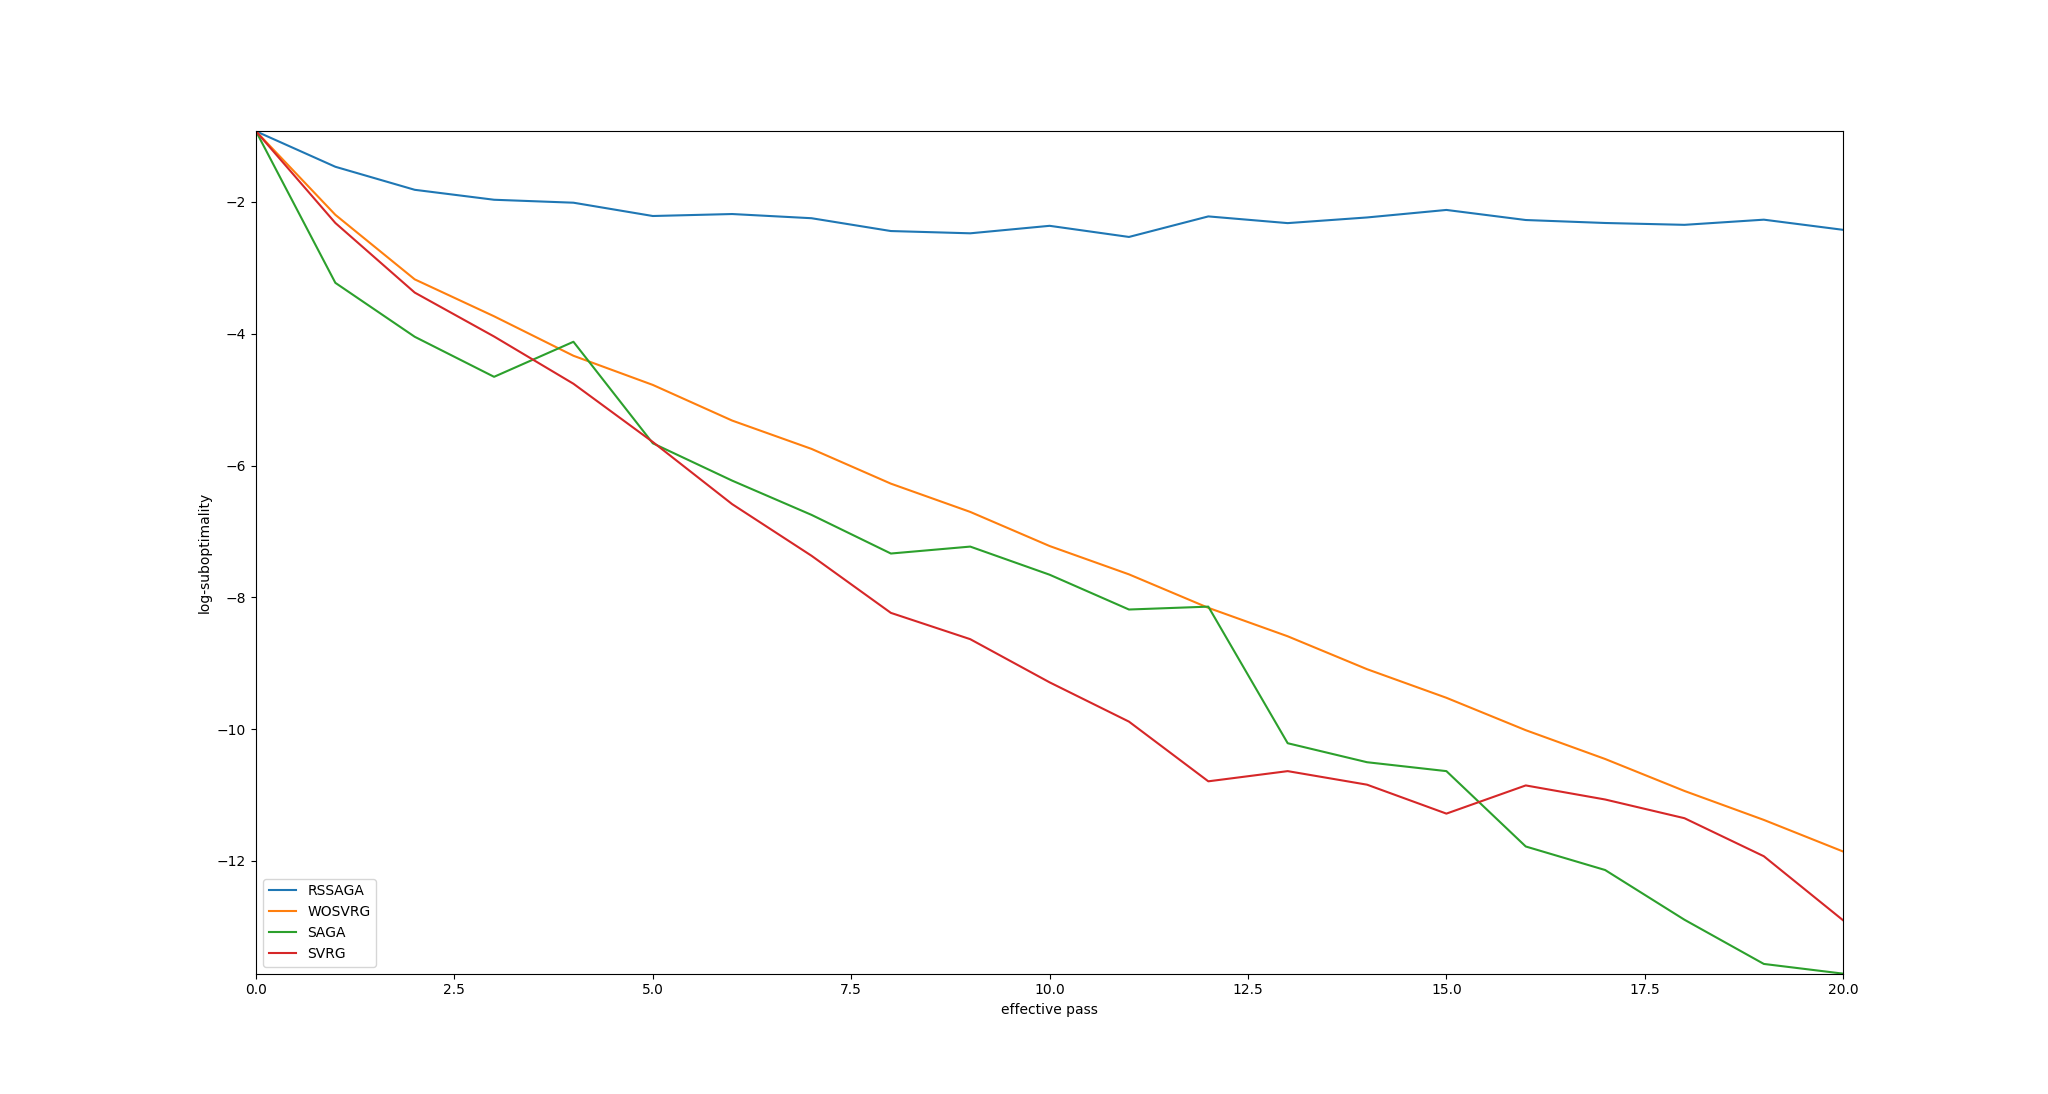 log-suboptimality
−2
−4
−6
−8
−10
−12
RSSAGA
WOSVRG
SAGA
SVRG
0.0 2.5 5.0 7.5 10.0 12.5 15.0 17.5 20.0
effective pass